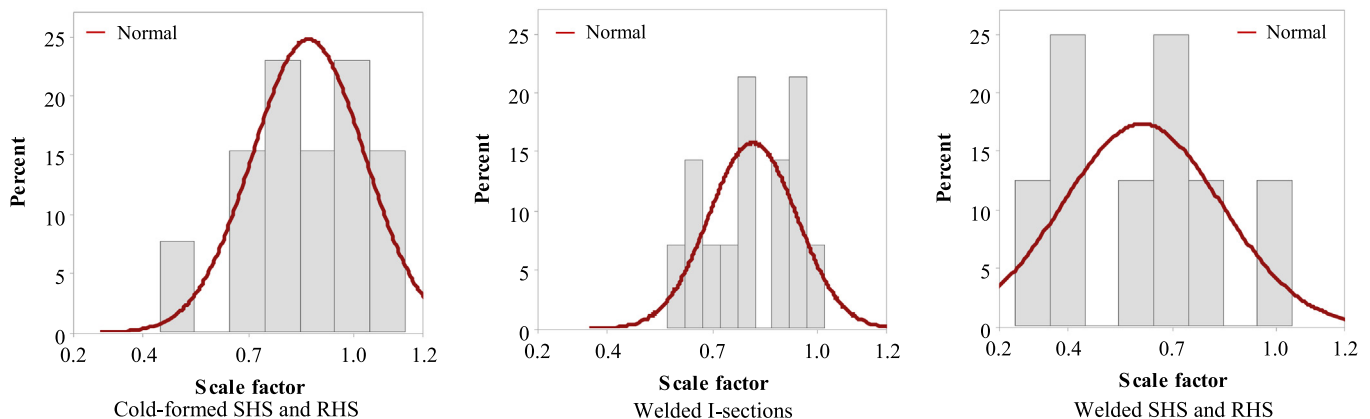 Normal
Percent
25
20
15
10
5
0
0.2 0.4 0.7 1.0 1.2
Scale factor
Cold-formed SHS and RHS
Normal
Percent
25
20
15
10
5
0
0.2 0.4 0.7 1.0 1.2
Scale factor
Welded I-sections
Normal
Percent
25
20
15
10
5
0
0.2 0.4 0.7 1.0 1.2
Scale factor
Welded SHS and RHS